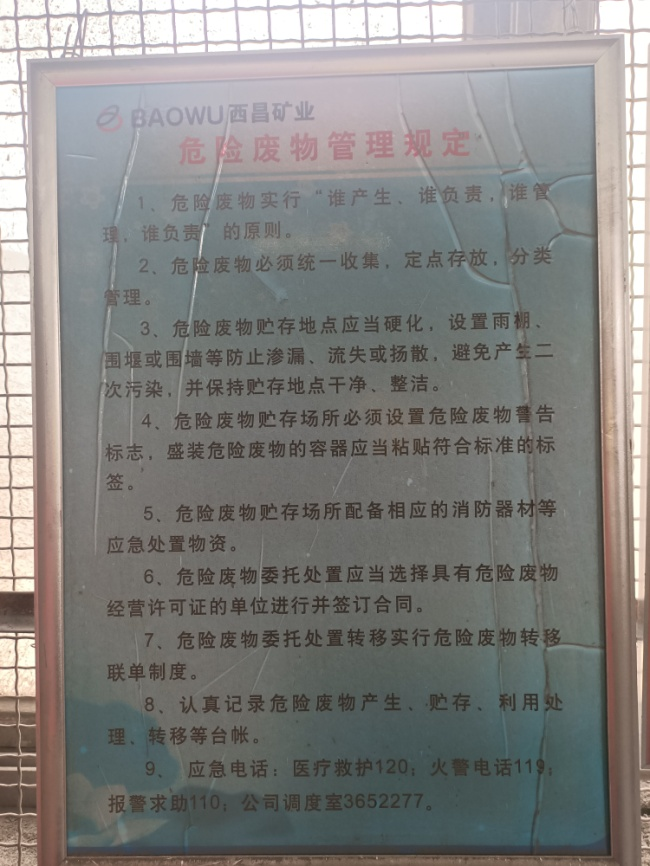 BAOWU西昌矿业
危险废物管理规定
1、危险废物实行“谁产生、谁负责，谁管
理，谁负责”的原则。
2、危险废物必须统一收集，定点存放，分类
管理。
3、危险废物贮存地点应当硬化，设置雨棚、
围堰或围墙等防止渗漏、流失或扬散，避免产生二
次污染，并保持贮存地点干净、整洁。
4、危险废物贮存场所必须设置危险废物警告
标志，盛装危险废物的容器应当粘贴符合标准的标
签。
5、危险废物贮存场所配备相应的消防器材等
应急处置物资。
6、危险废物委托处置应当选择具有危险废物
经营许可证的单位进行并签订合同。
7、危险废物委托处置转移实行危险废物转移
联单制度。
8、认真记录危险废物产生、贮存、利用处
理、转移等台帐。
9、 应急电话：医疗救护120；火警电话119；
报警求助110；公司调度室3652277。